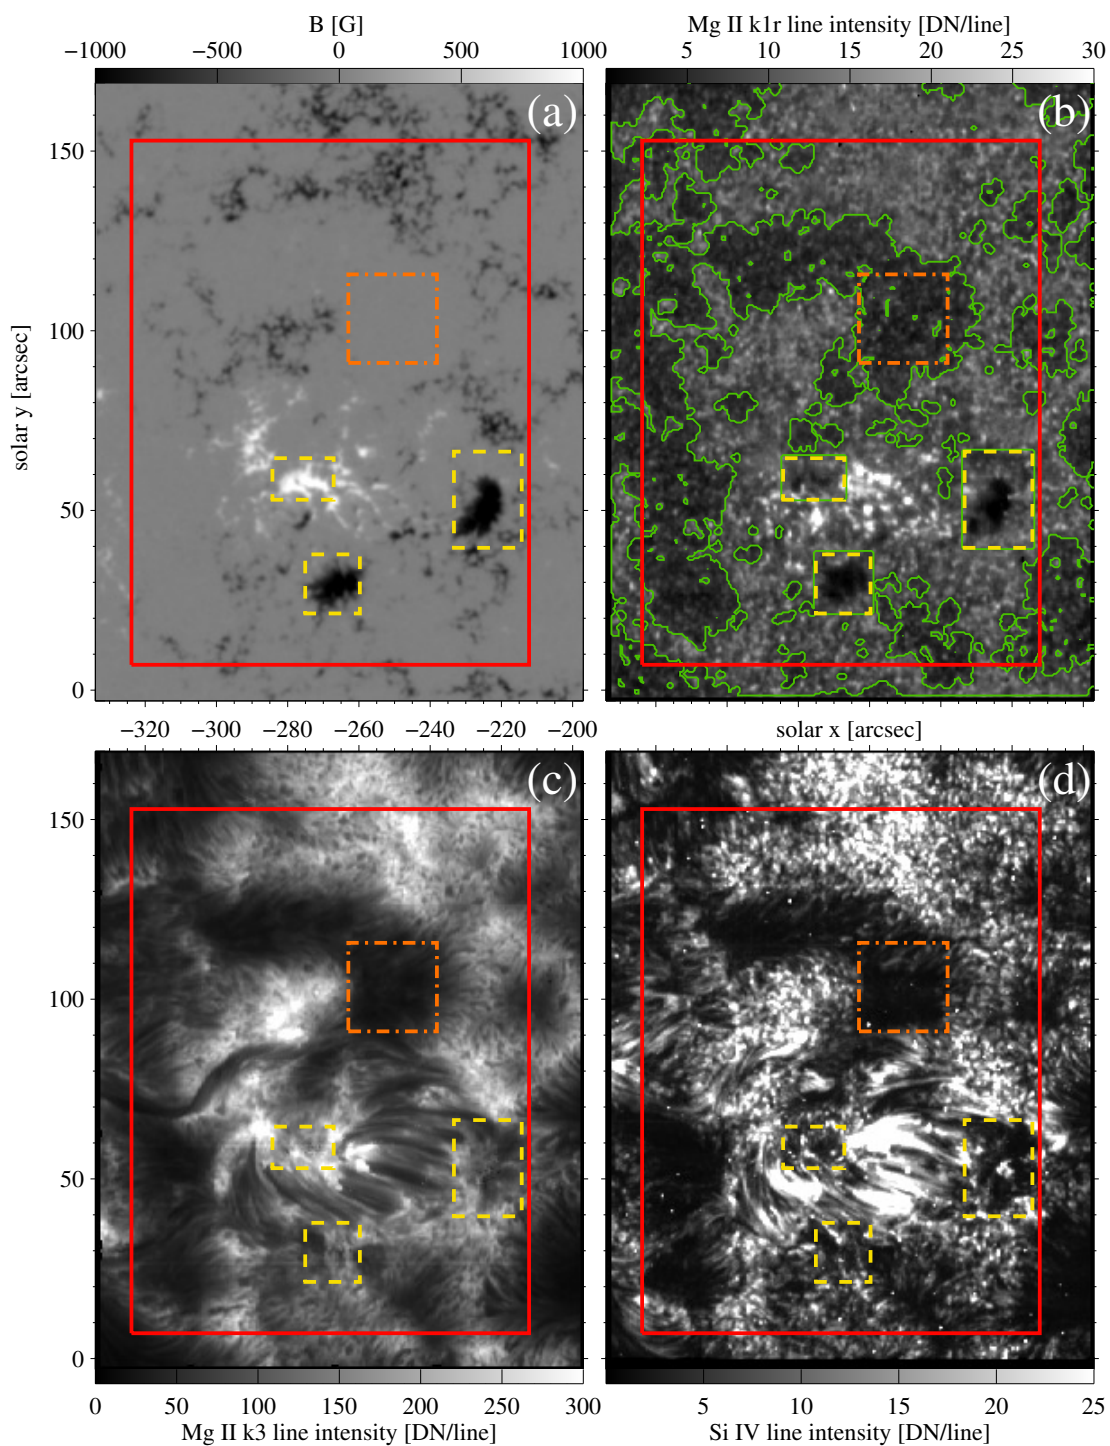 B [G]
Mg II k1r line intensity [DN/line]
−1000 −500 0 500 1000
0 5 10 15 20 25 30
(a)
(b)
150
100
50
0
solar y [arcsec]
−320 −300 −280 −260 −240 −220 −200
solar x [arcsec]
(c)
(d)
150
100
50
0
0 50 100 150 200 250 300
5 10 15 20 25
Mg II k3 line intensity [DN/line]
Si IV line intensity [DN/line]